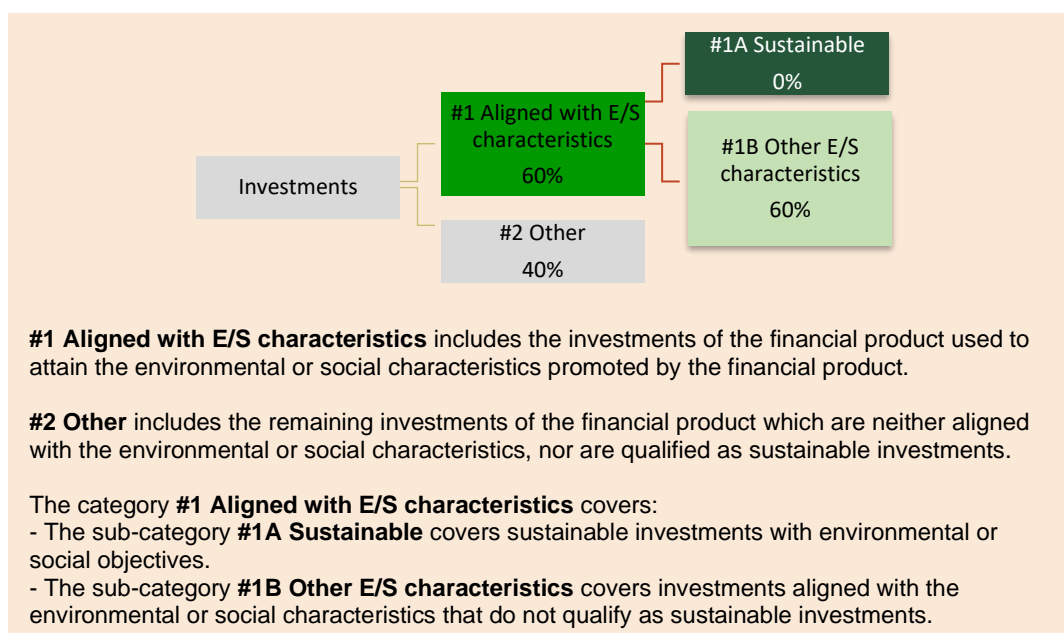 #1A Sustainable
0%
#1 Aligned with E/S
characteristics
60%
#1B Other E/S
characteristics
60%
Investments
#2 Other
40%
#1 Aligned with E/S characteristics includes the investments of the financial product used to
attain the environmental or social characteristics promoted by the financial product.
#2 Other includes the remaining investments of the financial product which are neither aligned
with the environmental or social characteristics, nor are qualified as sustainable investments.
The category #1 Aligned with E/S characteristics covers:
- The sub-category #1A Sustainable covers sustainable investments with environmental or
social objectives.
- The sub-category #1B Other E/S characteristics covers investments aligned with the
environmental or social characteristics that do not qualify as sustainable investments.